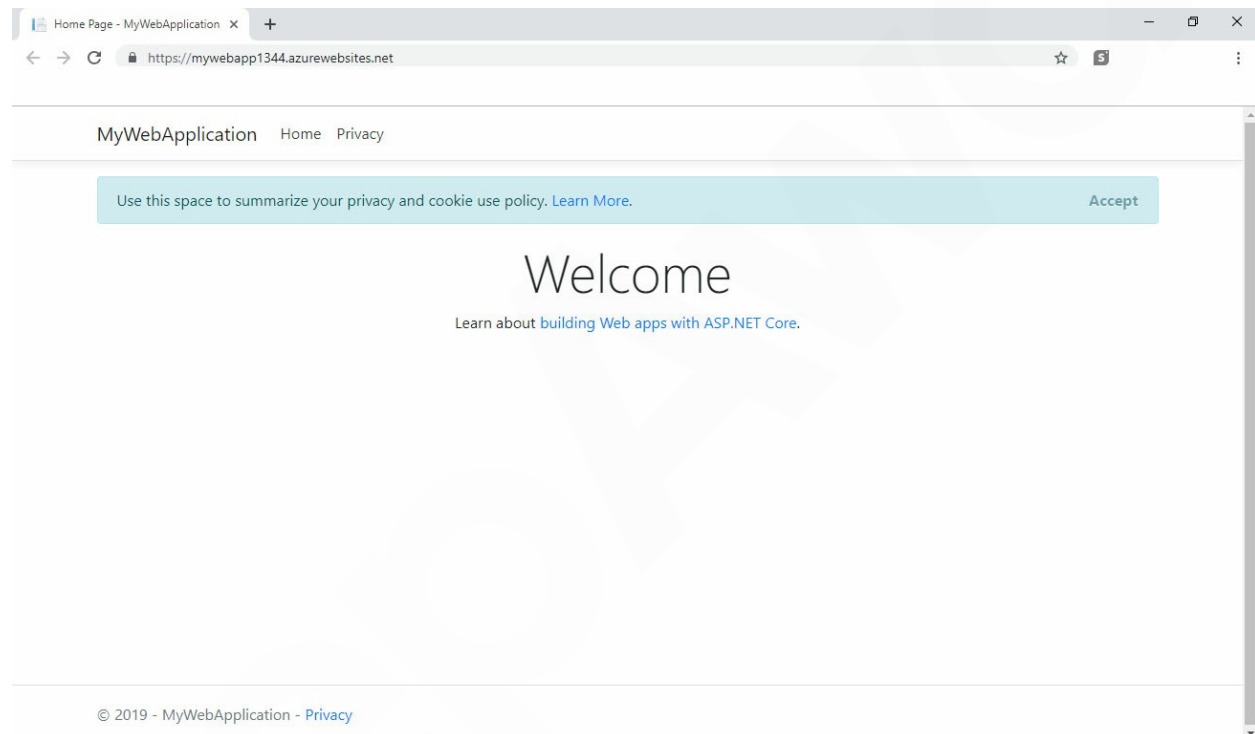 Home Page - MyWebApplication
https://mywebapp1344.azurewebsites.net
MyWebApplication Home Privacy
Use this space to summarize your privacy and cookie use policy. Learn More. Accept
Welcome
Learn about building Web apps with ASP.NET Core.
© 2019 - MyWebApplication - Privacy